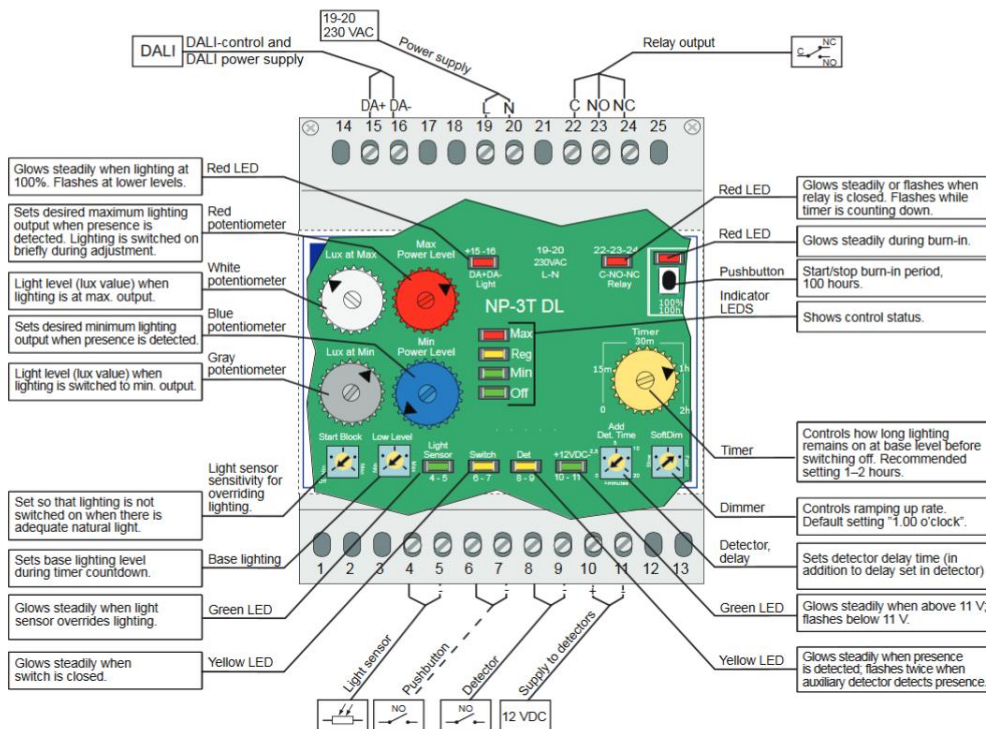 19-20
230 VAC
DALI
DALI-control and
DALI power supply
Power supply
Relay output
C
NC
NO
DA+ DA-
L N
C NO NC
14 15 16 17 18 19 20 21 22 23 24 25
Glows steadily when lighting at
100%. Flashes at lower levels.
Red LED
Sets desired maximum lighting
output when presence is
detected. Lighting is switched on
briefly during adjustment.
Red
potentiometer
Light level (lux value) when
lighting is at max. output.
White
potentiometer
Sets desired minimum lighting
output when presence is detected.
Blue
potentiometer
Light level (lux value) when
lighting is switched to min. output.
Gray
potentiometer
Set so that lighting is not
switched on when there is
adequate natural light.
Light sensor
sensitivity for
overriding
lighting.
Sets base lighting level
during timer countdown.
Base lighting
Glows steadily when light
sensor overrides lighting.
Green LED
Glows steadily when
switch is closed.
Yellow LED
Lux at Max
Max
Power Level
+15 -16
DA+DA-
Light
19-20
230VAC
L-N
22-23-24
C-NO-NC
Relay
100%
100h
NP-3T DL
Max
Reg
Min
Off
Lux at Min
Min
Power Level
Timer
30m
15m
1h
0
2h
Start Block
Low Level
Light
Sensor
4 - 5
Switch
6 - 7
Det
8 - 9
+12VDC-
10 - 11
Add
Det. Time
SoftDim
Red LED
Glows steadily or flashes when
relay is closed. Flashes while
timer is counting down.
Red LED
Glows steadily during burn-in.
Pushbutton
Start/stop burn-in period,
100 hours.
Indicator
LEDS
Shows control status.
Timer
Controls how long lighting
remains on at base level before
switching off. Recommended
setting 1–2 hours.
Dimmer
Controls ramping up rate.
Default setting "1.00 o'clock".
Detector,
delay
Sets detector delay time (in
addition to delay set in detector)
Green LED
Glows steadily when above 11 V;
flashes below 11 V.
Yellow LED
Glows steadily when presence
is detected; flashes twice when
auxiliary detector detects presence.
1 2 3 4 5 6 7 8 9 10 11 12 13
- - - + -
Light sensor
Pushbutton
Detector
Supply to detectors
NO
NO
12 VDC